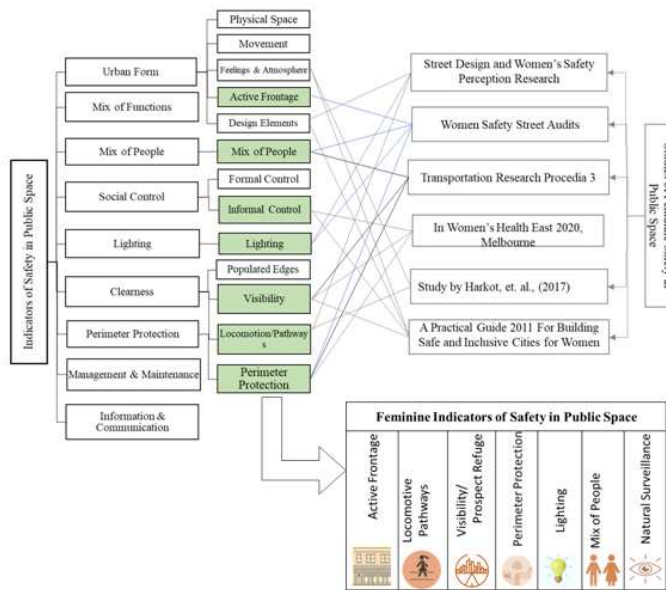 Indicators of Safety in Public Space
Urban Form
Mix of Functions
Mix of People
Social Control
Lighting
Clearness
Perimeter Protection
Management & Maintenance
Information &
Communication
Physical Space
Movement
Feelings & Atmosphere
Active Frontage
Design Elements
Mix of People
Formal Control
Informal Control
Lighting
Populated Edges
Visibility
Locomotion/Pathway
s
Perimeter
Protection
Street Design and Women's Safety
Perception Research
Women Safety Street Audits
Transportation Research Procedia 3
In Women's Health East 2020,
Melbourne
Study by Harkot, et. al., (2017)
A Practical Guide 2011 For Building
Safe and Inclusive Cities for Women
Public Space
Feminine Indicators of Safety in Public Space
Active Frontage
Locomotive
Pathways
Visibility/
Prospect Refuge
Perimeter Protection
Lighting
Mix of People
Natural Surveillance